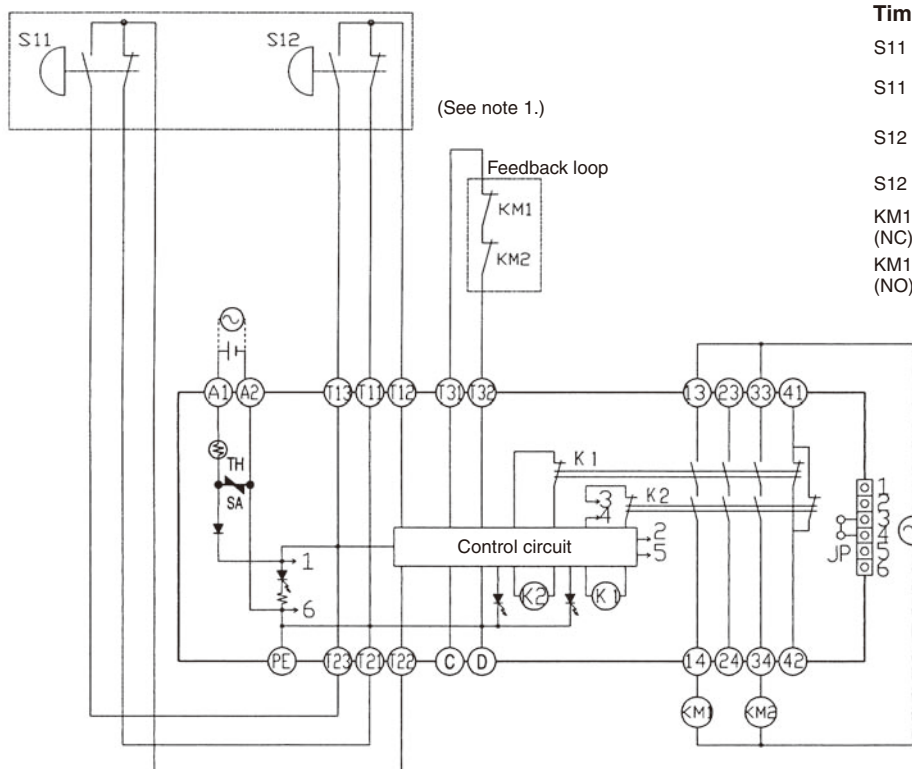 Tim
S11
S12
S11
(See note 1.)
S11
S12
Feedback loop
S12
KM1
KM1
(NC)
KM2
KM1
(NO)
A1 A2 T13 T11 T12 T31 T32 13 23 33 41
TH
SA
K1
3
K2
4
1
2
3
4
5
6
JP
Control circuit
2
5
1
K2
K1
6
PE T23 T21 T22 C D 14 24 34 42
KM1 KM2